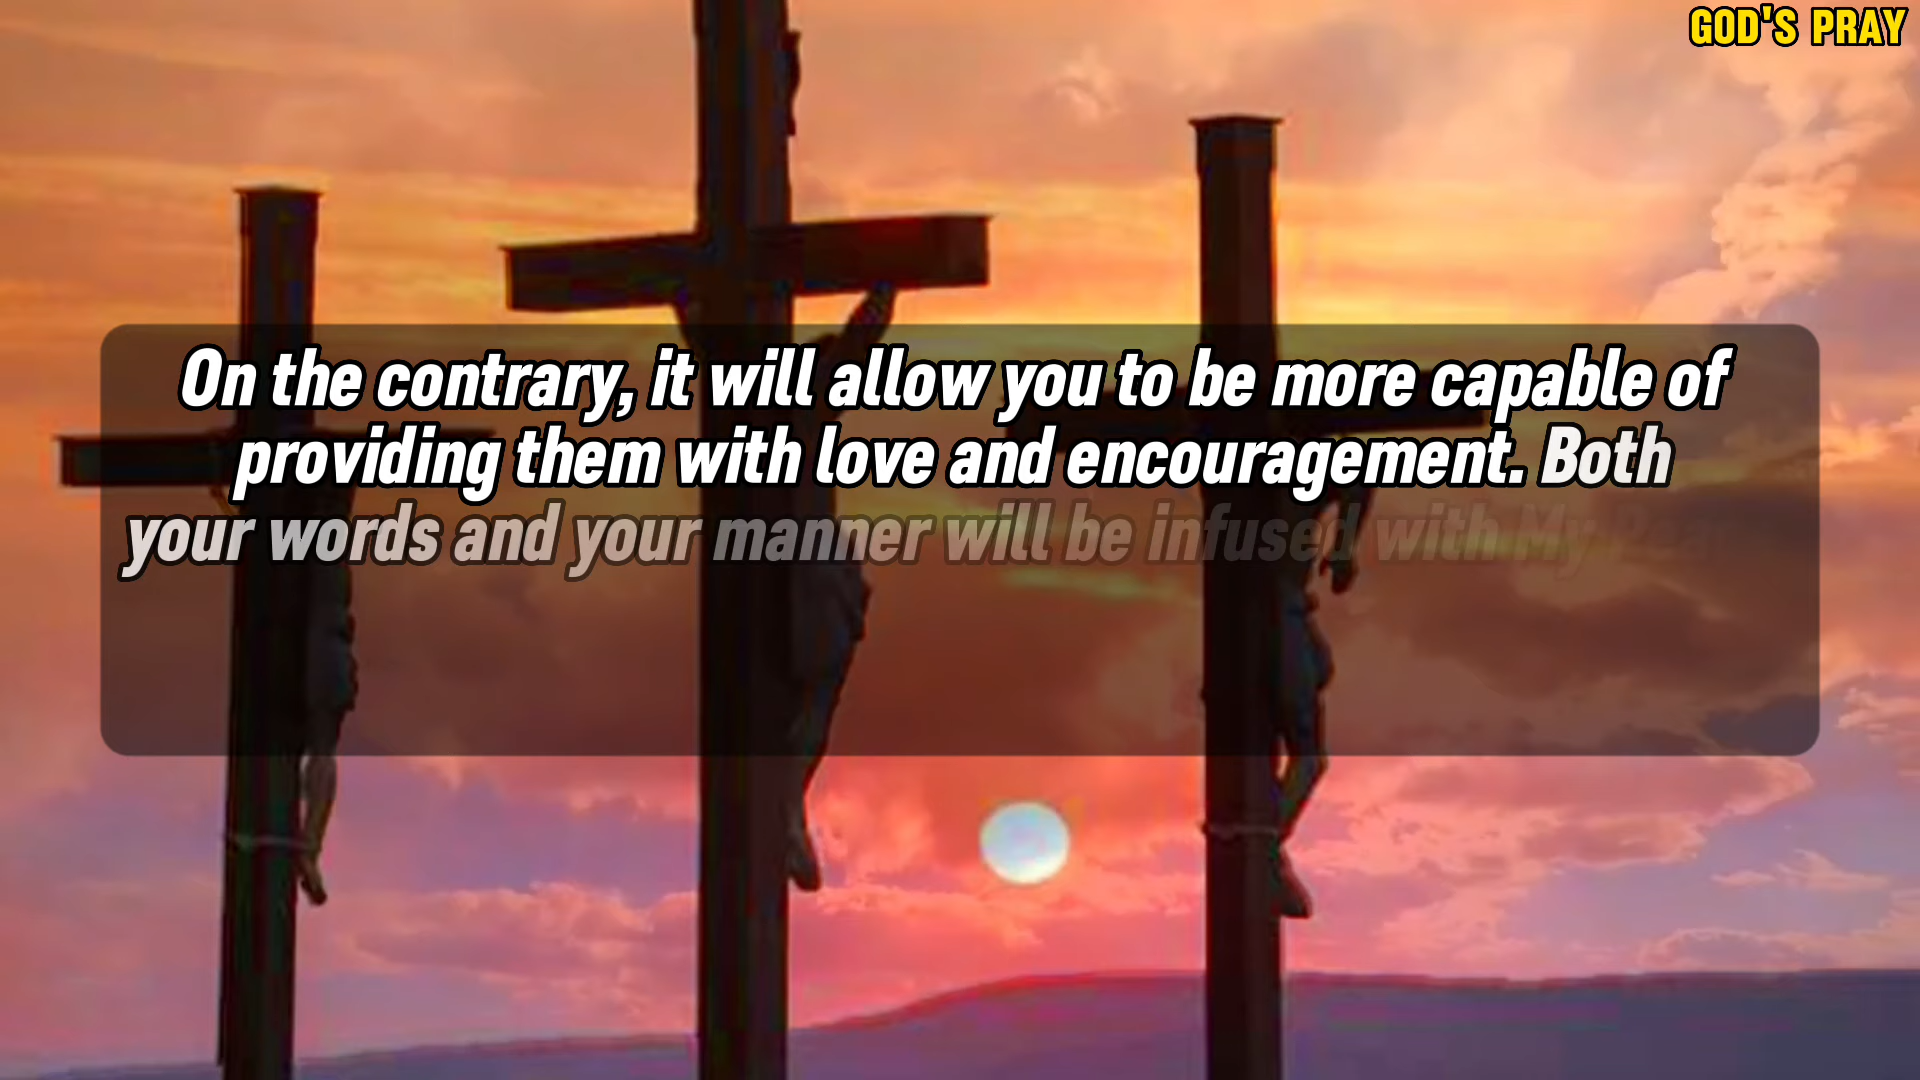 GOD'S PRAY
On the contrary, it will allow you to be more capable of
providing them with love and encouragement. Both
your words and your manner will be infused with My